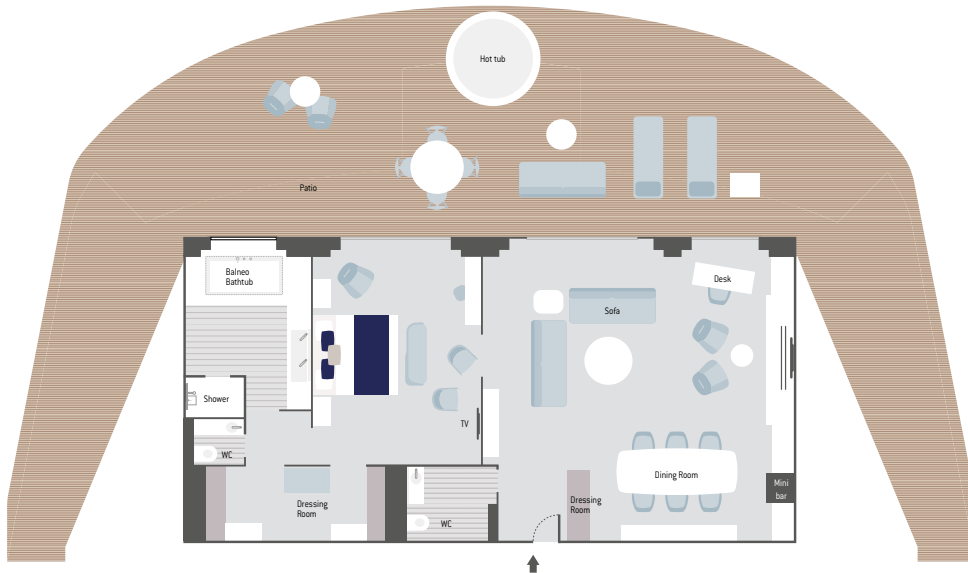 Hot tub
Patio
Balneo
Bathtub
Desk
Sofa
Shower
TV
WC
Dining Room
Mini
bar
Dressing
Room
Dressing
Room
WC